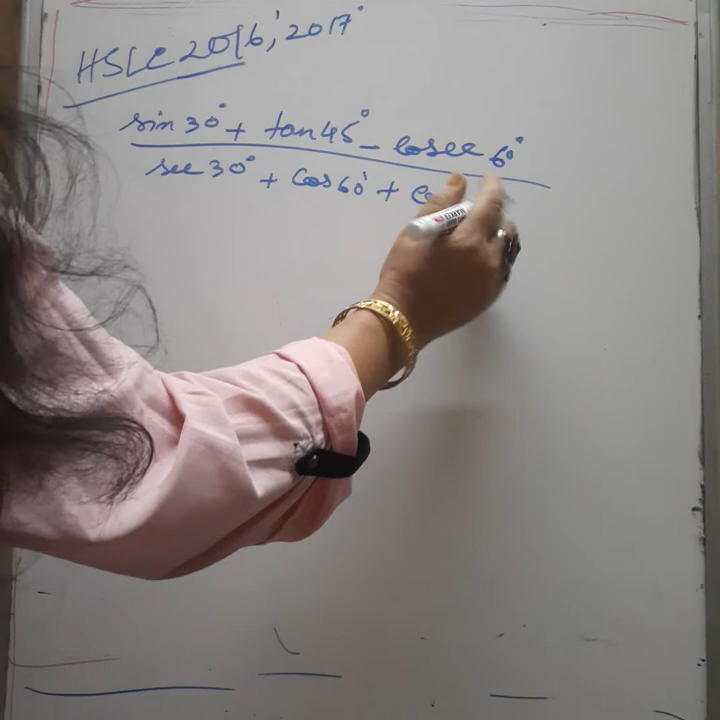 HSLC 2016, 2017
sin 30° + tan 45° - cosec 60°
sec 30° + cos 60° +